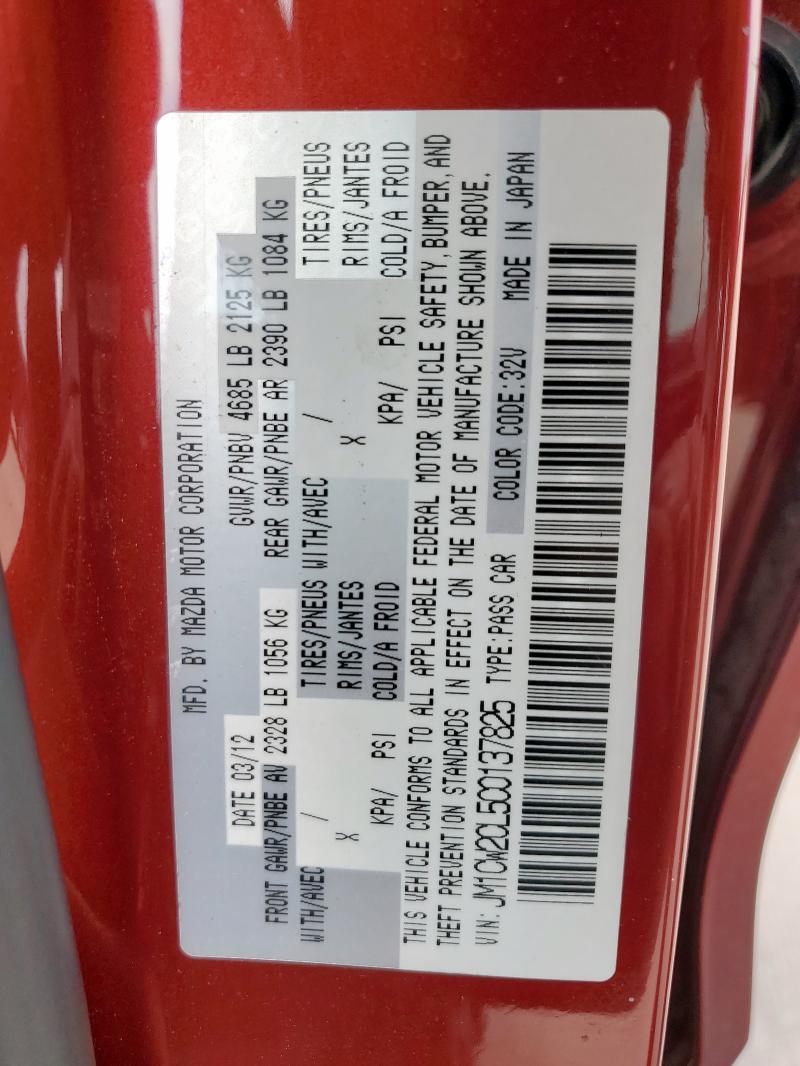 MFD. BY MAZDA MOTOR CORPORATION
DATE 03/12 GVWR/PNBV 4685 LB 2125 KG
FRONT GAWR/PNBE AV 2328 LB 1056 KG REAR GAWR/PNBE AR 2390 LB 1084 KG
WITH/AVEC / TIRES/PNEUS WITH/AVEC / TIRES/PNEUS
X RIMS/JANTES X RIMS/JANTES
KPA/ PSI COLD/A FROID KPA/ PSI COLD/A FROID
THIS VEHICLE CONFORMS TO ALL APPLICABLE FEDERAL MOTOR VEHICLE SAFETY, BUMPER, AND
THEFT PREVENTION STANDARDS IN EFFECT ON THE DATE OF MANUFACTURE SHOWN ABOVE.
VIN: JM1CW2CL5C0137825 TYPE:PASS CAR COLOR CODE:32V MADE IN JAPAN